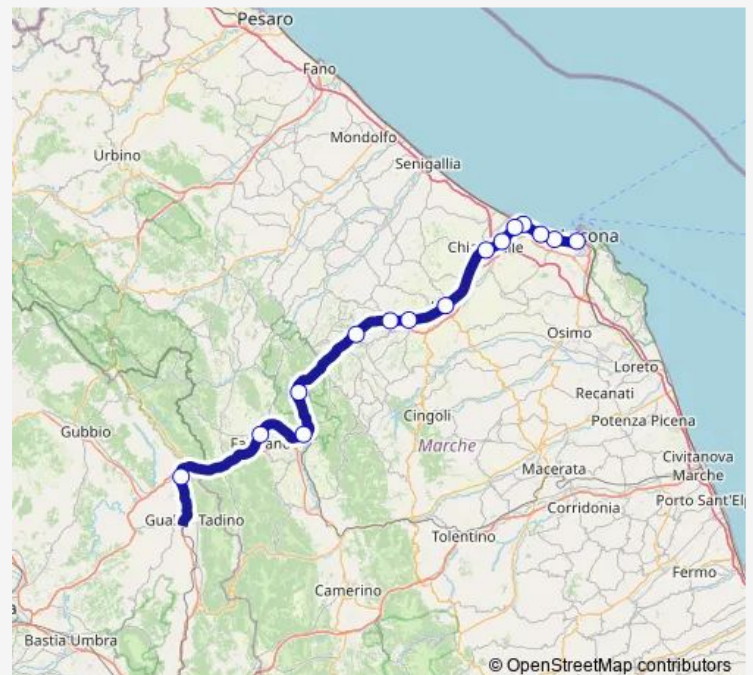 Pesaro
Fano
Mondolfo
Urbino
Senigallia
Osimo
Loreto
Recanati
Cingoli
Potenza Picena
Gubbio
Marche
Civitanova
Marche
Macerata
Porto Sant'El
Corridonia
Tadino
Tolentino
Fermo
Camerino
Bastia Umbra
© OpenStreetMap contributors